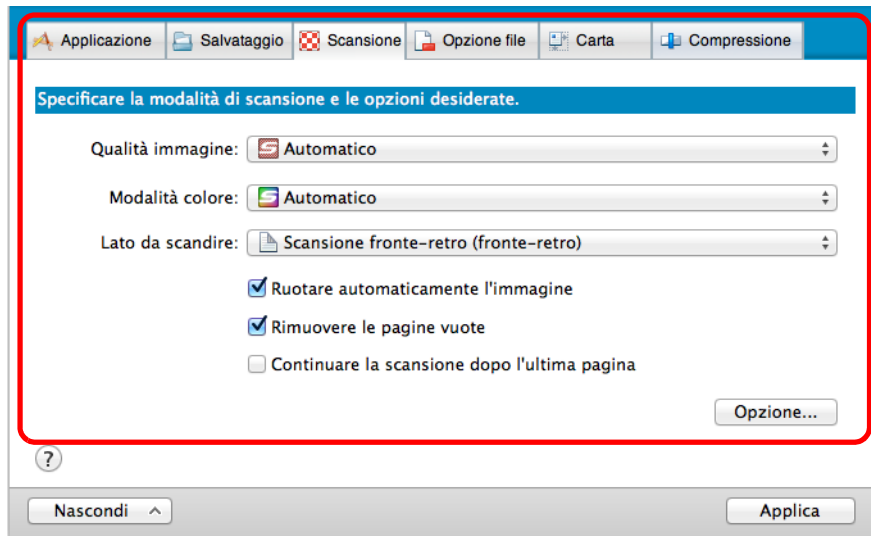 Applicazione Salvataggio Scansione Opzione file Carta Compressione
Specificare la modalità di scansione e le opzioni desiderate.
Qualità immagine: Automatico
Modalità colore: Automatico
Lato da scandire: Scansione fronte-retro (fronte-retro)
Ruotare automaticamente l'immagine
Rimuovere le pagine vuote
Continuare la scansione dopo l'ultima pagina
Opzione...
?
Nascondi Applica